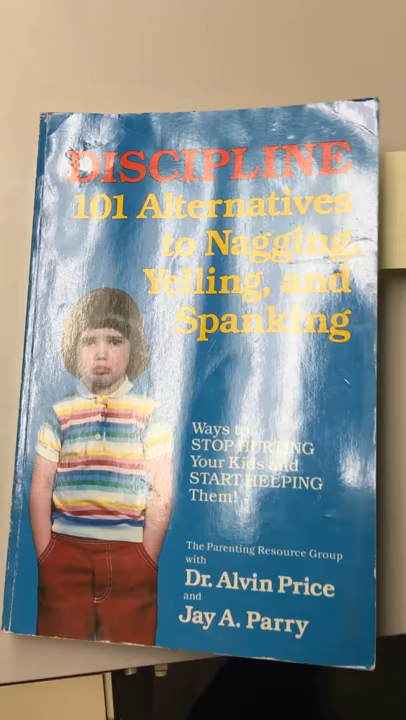 DISCIPLINE
101 Alternatives
to Nagging,
Yelling, and
Spanking
Ways to
STOP HURTING
Your Kids and
START HELPING
Them!
The Parenting Resource Group
with
Dr. Alvin Price
and
Jay A. Parry